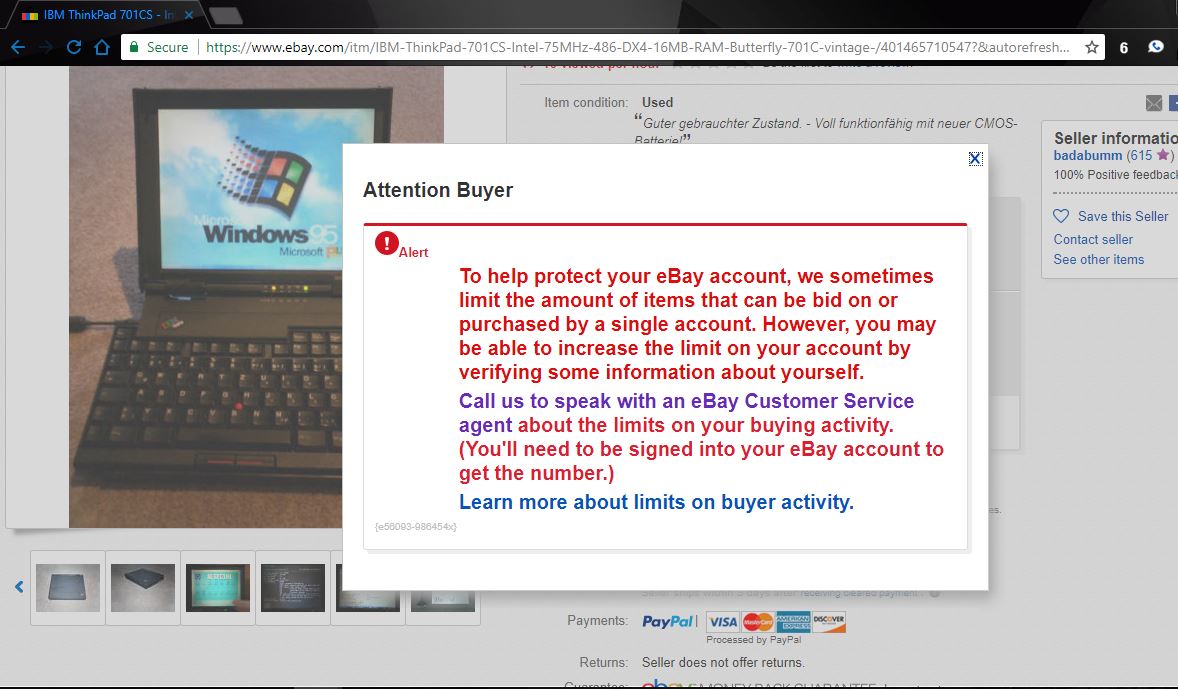 IBM ThinkPad 701CS - In
Secure
https://www.ebay.com/itm/IBM-ThinkPad-701CS-Intel-75MHz-486-DX4-16MB-RAM-Butterfly-701C-vintage-/401465710547?&autorefresh...
6
10 viewed per hour
Item condition: Used
“Guter gebrauchter Zustand. - Voll funktionfähig mit neuer CMOS-
Batterie!”
Microsoft
Windows 95
Microsoft
Seller informatio
badabumm (615
100% Positive feedback
Save this Seller
Contact seller
See other items
Attention Buyer
Alert
To help protect your eBay account, we sometimes
limit the amount of items that can be bid on or
purchased by a single account. However, you may
be able to increase the limit on your account by
verifying some information about yourself.
Call us to speak with an eBay Customer Service
agent about the limits on your buying activity.
(You'll need to be signed into your eBay account to
get the number.)
Learn more about limits on buyer activity.
{e56093-986454x}
es.
Seller ships within 3 days after receiving cleared payment
Payments: PayPal VISA MasterCard AMERICAN EXPRESS DISCOVER
Processed by PayPal
Returns: Seller does not offer returns.
Guarantee: ebay MONEY BACK GUARANTEE